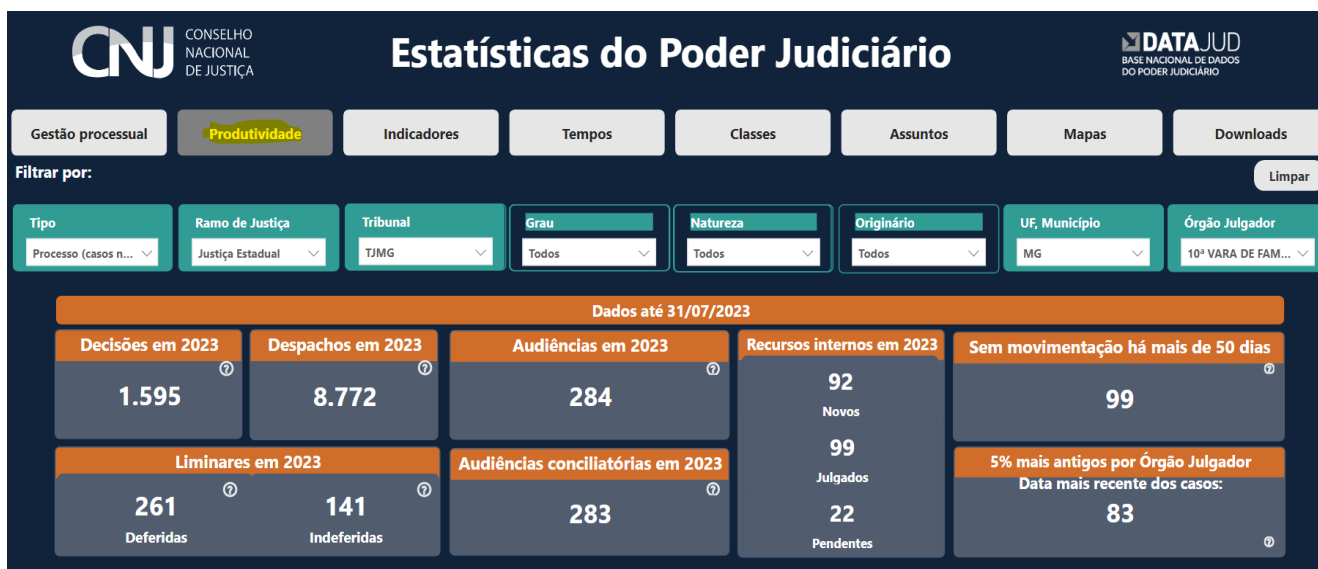 CNJ
CONSELHO
NACIONAL
DE JUSTIÇA
Estatísticas do Poder Judiciário
DATAJUD
BASE NACIONAL DE DADOS
DO PODER JUDICIÁRIO
Gestão processual
Produtividade
Indicadores
Tempos
Classes
Assuntos
Mapas
Downloads
Filtrar por:
Limpar
Tipo
Processo (casos n...
Ramo de Justiça
Justiça Estadual
Tribunal
TJMG
Grau
Todos
Natureza
Todos
Originário
Todos
UF, Município
MG
Órgão Julgador
10ª VARA DE FAM...
Dados até 31/07/2023
Decisões em 2023
1.595
Despachos em 2023
8.772
Audiências em 2023
284
Recursos internos em 2023
92
Novos
99
Julgados
22
Pendentes
Sem movimentação há mais de 50 dias
99
Liminares em 2023
261
Deferidas
141
Indeferidas
Audiências conciliatórias em 2023
283
5% mais antigos por Órgão Julgador
Data mais recente dos casos:
83